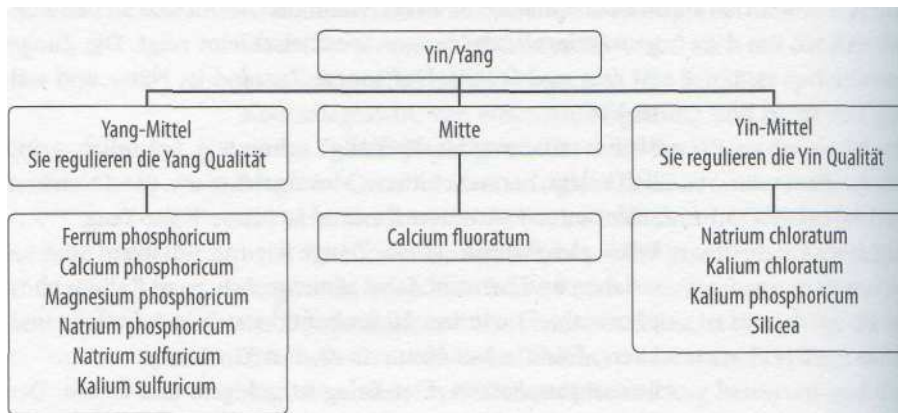 Yin/Yang
Yang-Mittel
Sie regulieren die Yang Qualität
Mitte
Yin-Mittel
Sie regulieren die Yin Qualität
Ferrum phosphoricum
Calcium phosphoricum
Magnesium phosphoricum
Natrium phosphoricum
Natrium sulfuricum
Kalium sulfuricum
Calcium fluoratum
Natrium chloratum
Kalium chloratum
Kalium phosphoricum
Silicea